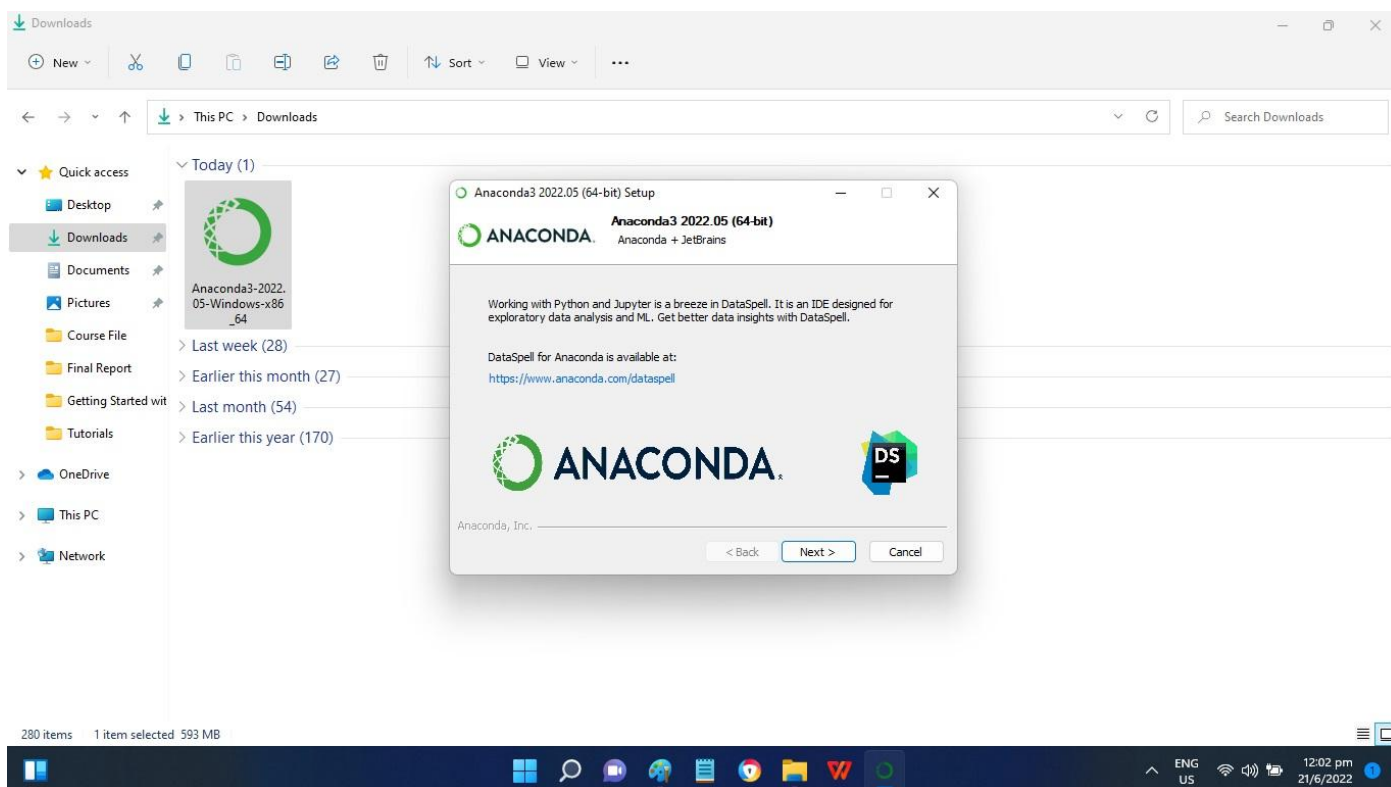 Downloads
New
Sort
View
This PC > Downloads
Search Downloads
Quick access
Desktop
Downloads
Documents
Pictures
Course File
Final Report
Getting Started wit
Tutorials
OneDrive
This PC
Network
Today (1)
Anaconda3-2022.
05-Windows-x86
_64
Last week (28)
Earlier this month (27)
Last month (54)
Earlier this year (170)
Anaconda3 2022.05 (64-bit) Setup
ANACONDA.
Anaconda3 2022.05 (64-bit)
Anaconda + JetBrains
Working with Python and Jupyter is a breeze in DataSpell. It is an IDE designed for
exploratory data analysis and ML. Get better data insights with DataSpell.
DataSpell for Anaconda is available at:
https://www.anaconda.com/dataspell
ANACONDA.
DS
Anaconda, Inc.
< Back
Next >
Cancel
280 items 1 item selected 593 MB
ENG
US
12:02 pm
21/6/2022
1